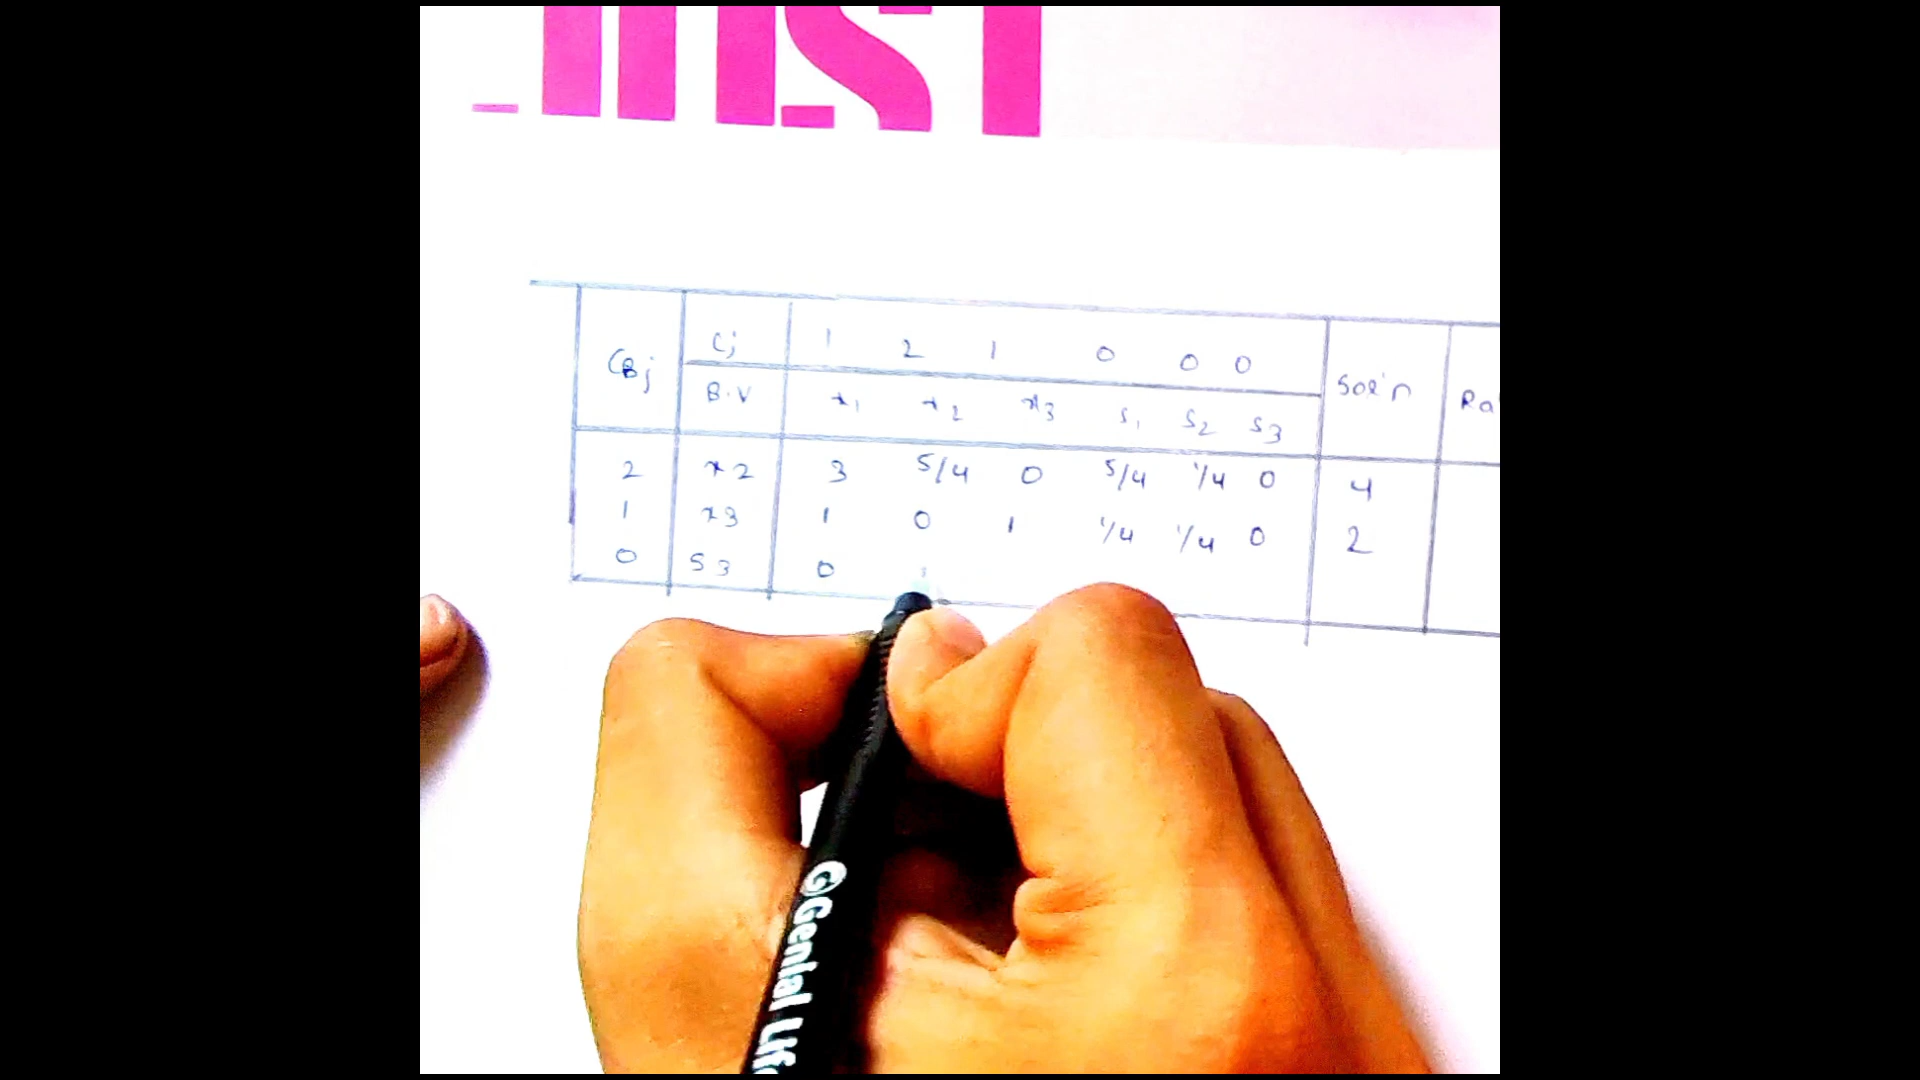 CBj Cj 1 2 1 0 0 0 Sol'n Ra
B.V x1 x2 x3 S1 S2 S3
2 x2 3 5/4 0 5/4 1/4 0 4
1 x3 1 0 1 1/4 1/4 0 2
0 S3 0
Genial Life